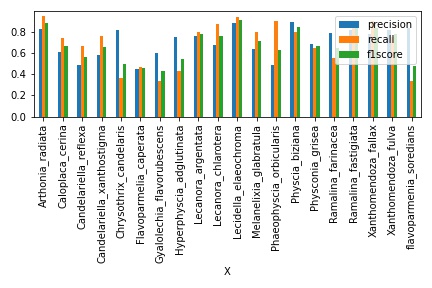 precision
recall
f1score
0.8
0.6
0.4
0.2
0.0
Arthonia_radiata
Caloplaca_cerina
Candelariella_reflexa
Candelariella_xanthostigma
Chrysothrix_candelaris
Flavoparmelia_caperata
Gyalolechia_flavorubescens
Hyperphyscia_adglutinata
Lecanora_argentata
Lecanora_chlarotera
Lecidella_elaeochroma
Melanelixia_glabratula
Phaeophyscia_orbicularis
Physcia_biziana
Physconia_grisea
Ramalina_farinacea
Ramalina_fastigiata
Xanthomendoza_fallax
Xanthomendoza_fulva
flavoparmenia_soredians
X